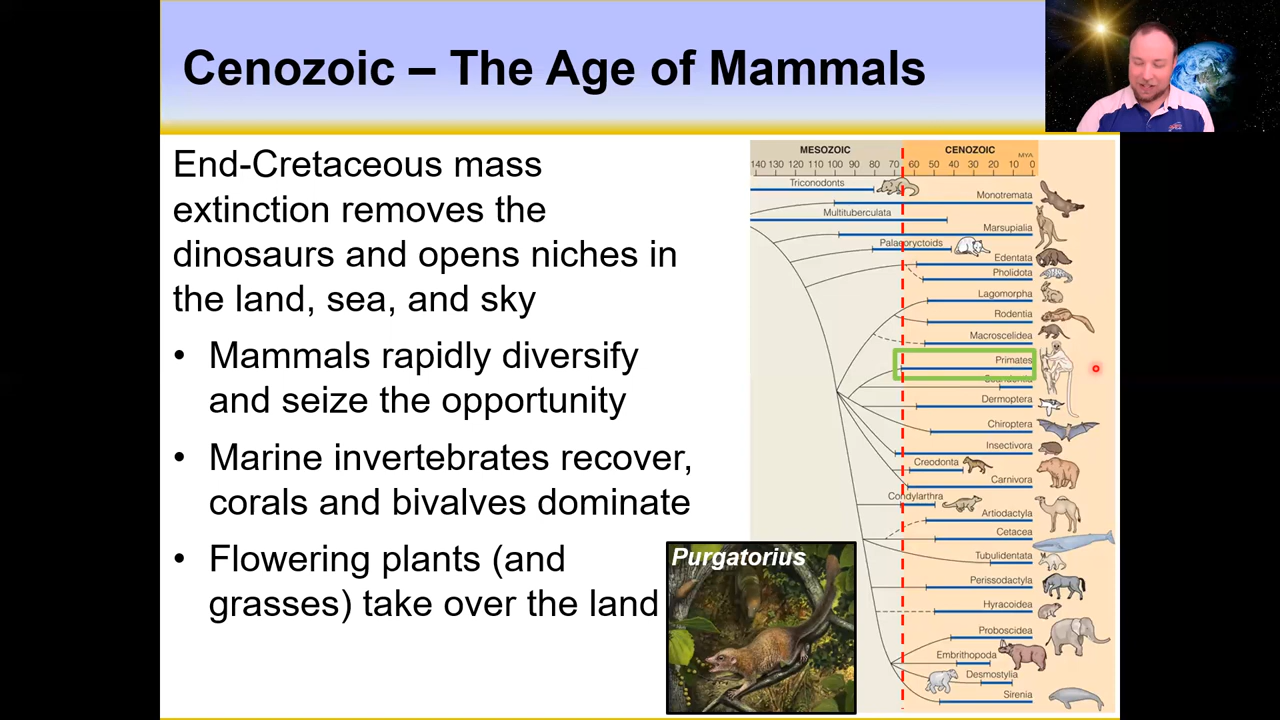 Cenozoic – The Age of Mammals
End-Cretaceous mass
extinction removes the
dinosaurs and opens niches in
the land, sea, and sky
• Mammals rapidly diversify
and seize the opportunity
• Marine invertebrates recover,
corals and bivalves dominate
• Flowering plants (and
grasses) take over the land
MESOZOIC CENOZOIC MYA
140 130 120 110 100 90 80 70 60 50 40 30 20 10 0
Triconodonts
Monotremata
Multituberculata
Marsupialia
Palaeoryctoids
Edentata
Pholidota
Lagomorpha
Rodentia
Macroscelidea
Primates
Scandentia
Dermoptera
Chiroptera
Insectivora
Creodonta
Carnivora
Condylarthra
Artiodactyla
Cetacea
Tubulidentata
Perissodactyla
Hyracoidea
Proboscidea
Embrithopoda
Desmostylia
Sirenia
Purgatorius